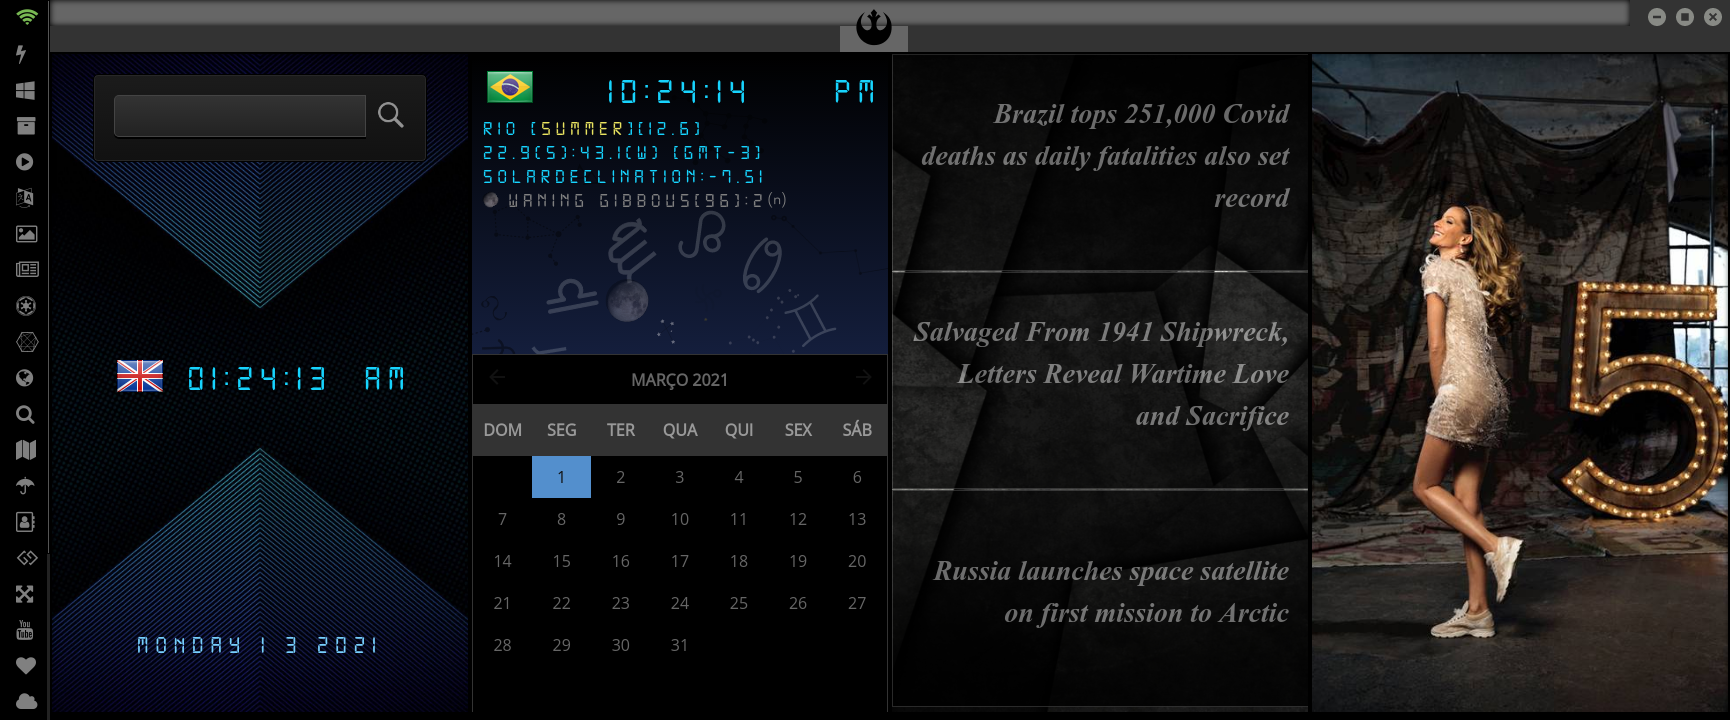 01:24:13 AM
MONDAY 1 3 2021
10:24:14 PM
RIO (SUMMER)(12.6)
22.9(S):43.1(W) (GMT-3)
SOLARDECLINATION:-7.51
WANING GIBBOUS(96):2(n)
MARÇO 2021
DOM SEG TER QUA QUI SEX SÁB
1 2 3 4 5 6
7 8 9 10 11 12 13
14 15 16 17 18 19 20
21 22 23 24 25 26 27
28 29 30 31
Brazil tops 251,000 Covid
deaths as daily fatalities also set
record
Salvaged From 1941 Shipwreck,
Letters Reveal Wartime Love
and Sacrifice
Russia launches space satellite
on first mission to Arctic
5
You
Tube